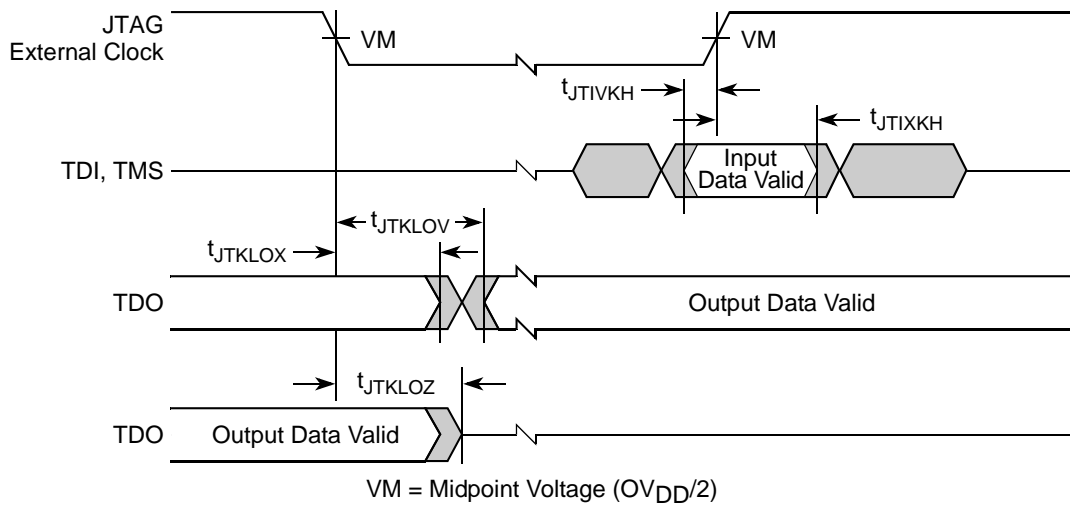 JTAG
External Clock
VM
VM
tJTIVKH
tJTIXKH
TDI, TMS
Input
Data Valid
tJTKLOV
tJTKLOX
TDO
Output Data Valid
tJTKLOZ
TDO
Output Data Valid
VM = Midpoint Voltage (OVDD/2)